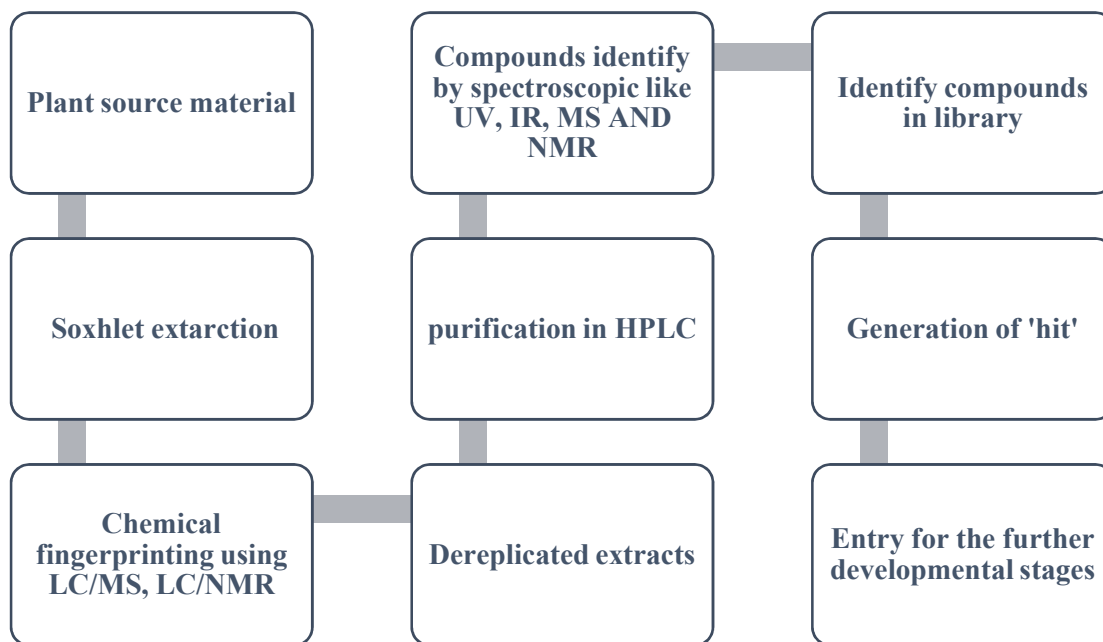 Plant source material
Soxhlet extarction
Chemical
fingerprinting using
LC/MS, LC/NMR
Dereplicated extracts
purification in HPLC
Compounds identify
by spectroscopic like
UV, IR, MS AND
NMR
Identify compounds
in library
Generation of 'hit'
Entry for the further
developmental stages